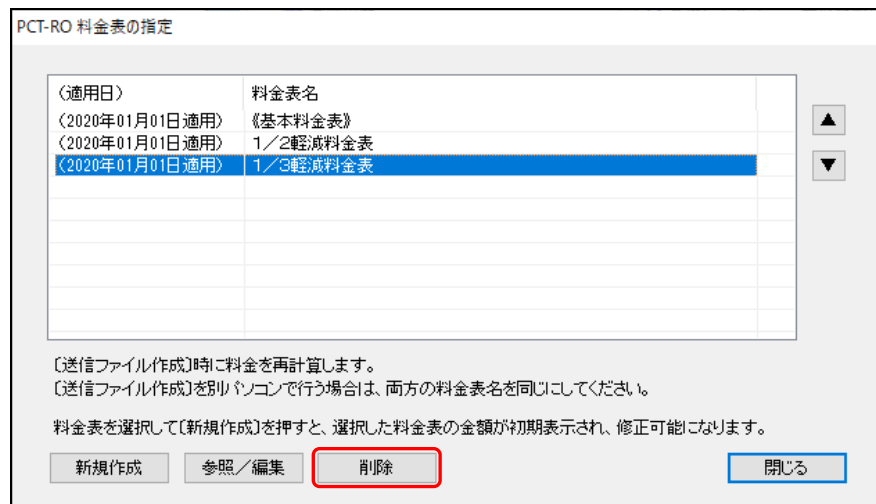 PCT-RO 料金表の指定
（適用日） 料金表名
（2020年01月01日適用） 《基本料金表》
（2020年01月01日適用） 1／2軽減料金表
（2020年01月01日適用） 1／3軽減料金表
▲
▼
〔送信ファイル作成〕時に料金を再計算します。
〔送信ファイル作成〕を別パソコンで行う場合は、両方の料金表名を同じにしてください。
料金表を選択して〔新規作成〕を押すと、選択した料金表の金額が初期表示され、修正可能になります。
新規作成 参照／編集 削除 閉じる